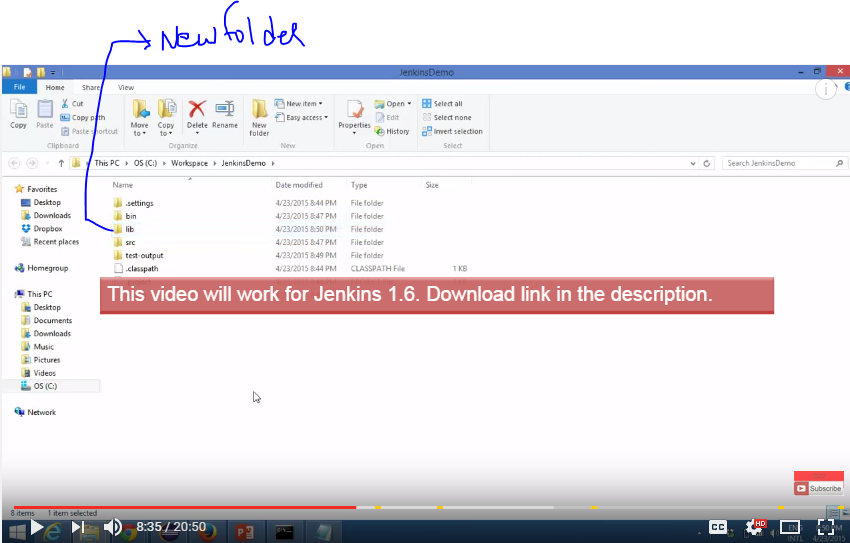 New folder
JenkinsDemo
File Home Share View
Cut
Copy path
Paste shortcut
Copy Paste
Move to Copy to Delete Rename
New folder
New item
Easy access
Properties
Open
Edit
History
Select all
Select none
Invert selection
Clipboard Organize New Open Select
This PC OS (C:) Workspace JenkinsDemo
Search JenkinsDemo
Name Date modified Type Size
.settings 4/23/2015 8:44 PM File folder
bin 4/23/2015 8:47 PM File folder
lib 4/23/2015 8:50 PM File folder
src 4/23/2015 8:47 PM File folder
test-output 4/23/2015 8:49 PM File folder
.classpath 4/23/2015 8:44 PM CLASSPATH File 1 KB
Favorites
Desktop
Downloads
Dropbox
Recent places
Homegroup
This PC
Desktop
Documents
Downloads
Music
Pictures
Videos
OS (C:)
Network
This video will work for Jenkins 1.6. Download link in the description.
Subscribe
8 items 1 item selected
8:35 / 20:50
CC HD
ENG
INTL 4/23/2015